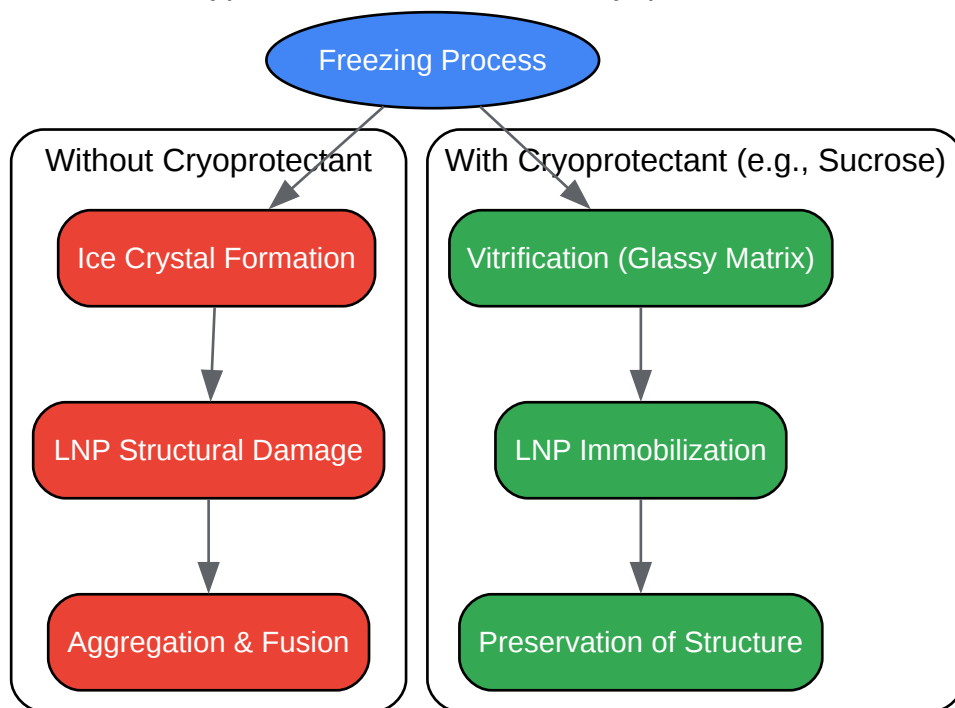 Freezing Process
Without Cryoprotectant
With Cryoprotectant (e.g., Sucrose)
Ice Crystal Formation
Vitrification (Glassy Matrix)
LNP Structural Damage
LNP Immobilization
Aggregation & Fusion
Preservation of Structure